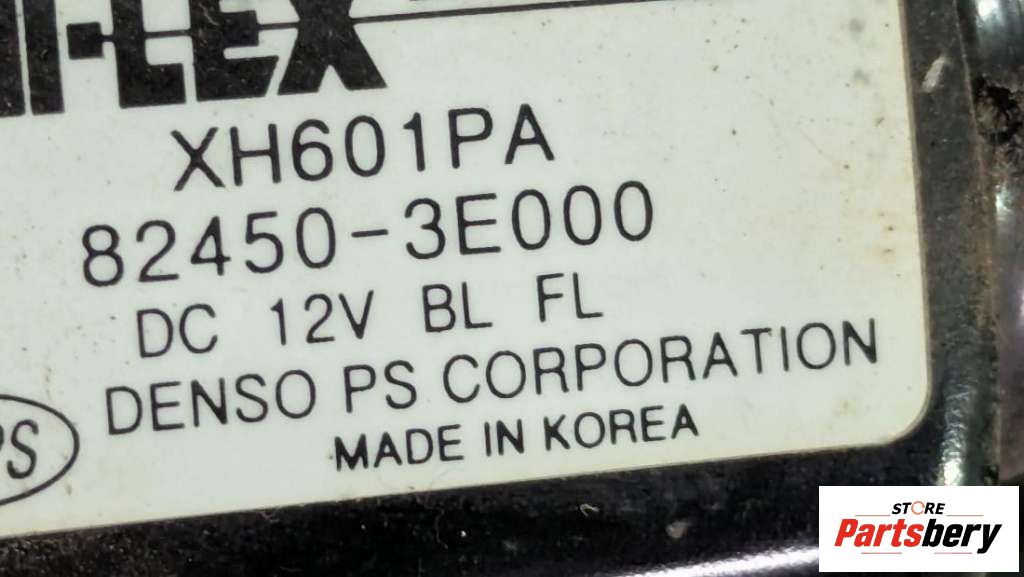 XH601PA
82450-3E000
DC 12V BL FL
DENSO PS CORPORATION
MADE IN KOREA
STORE
Partsbery